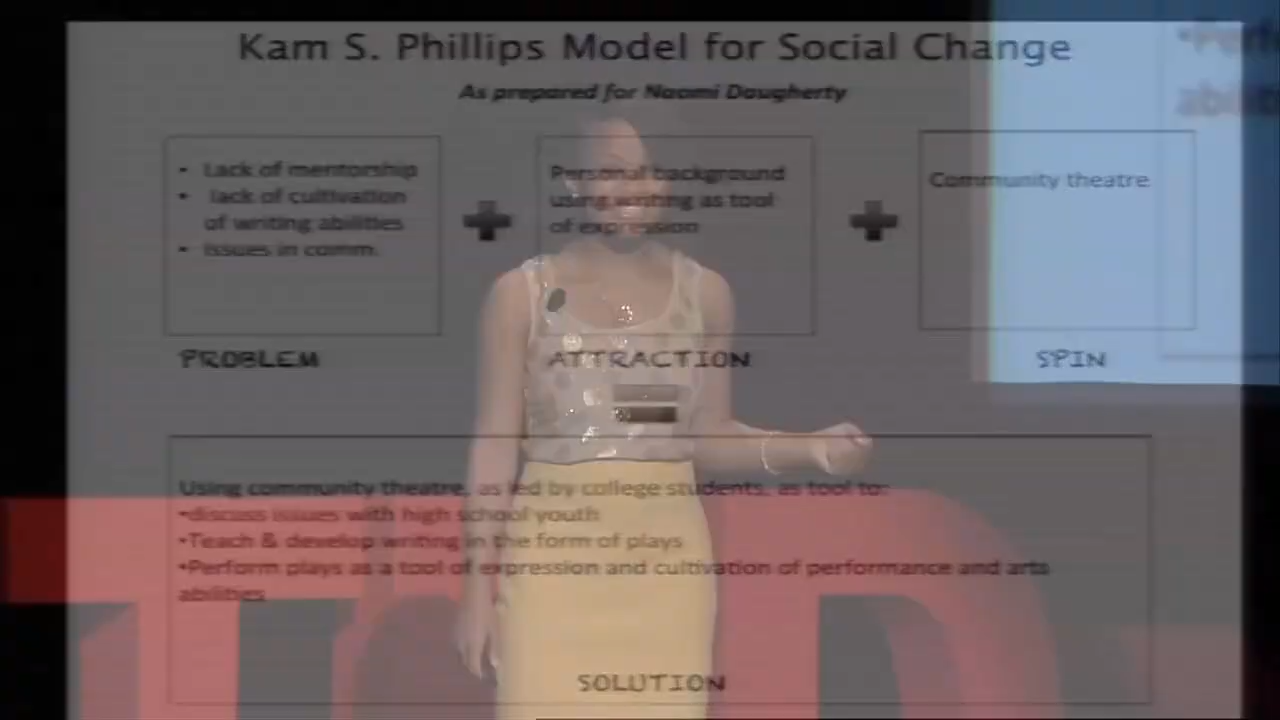 Kam S. Phillips Model for Social Change
As prepared for Naomi Daugherty
• Lack of mentorship
• lack of cultivation
of writing abilities
• Issues in comm.
Personal background
using writing as tool
of expression
Community theatre
PROBLEM
ATTRACTION
SPIN
Using community theatre, as led by college students, as tool to:
•discuss issues with high school youth
•Teach & develop writing in the form of plays
•Perform plays as a tool of expression and cultivation of performance and arts
abilities
SOLUTION